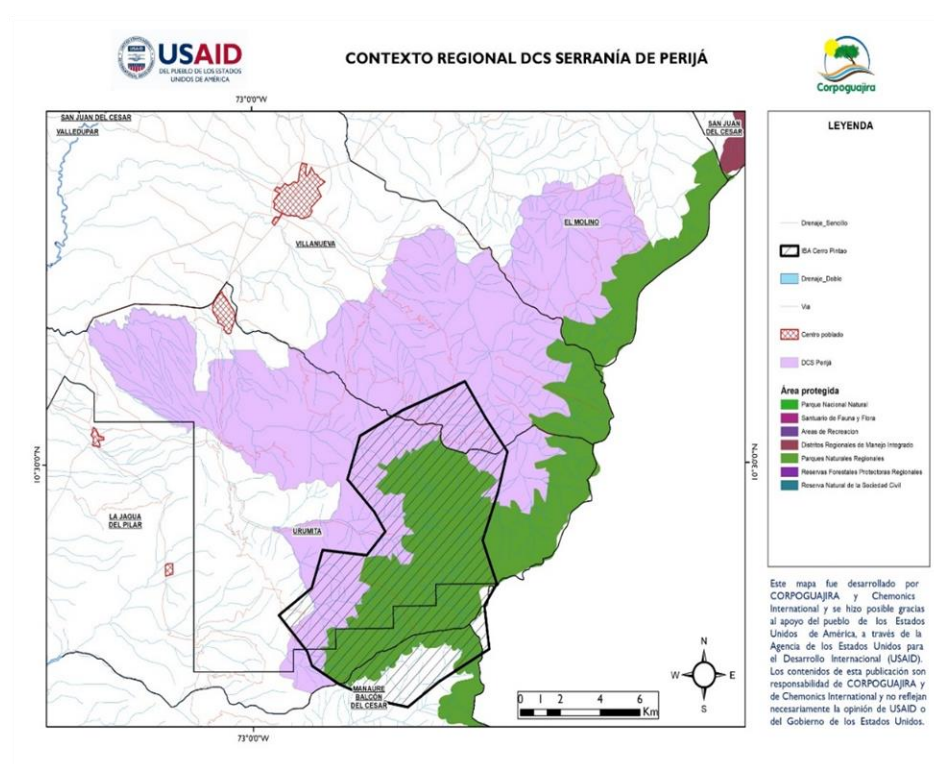 USAID
DEL PUEBLO DE LOS ESTADOS
UNIDOS DE AMÉRICA
CONTEXTO REGIONAL DCS SERRANÍA DE PERIJÁ
Corpoguajira
73°0'0"W
SAN JUAN DEL CESAR
VALLEDUPAR
SAN JUAN
DEL CESAR
EL MOLINO
VILLANUEVA
10°30'0"N
10°30'0"N
LA JAGUA
DEL PILAR
URUMITA
MANAURE
BALCÓN
DEL CESAR
73°0'0"W
N
W
E
S
0 1 2 4 6
Km
LEYENDA
Drenaje_Sencillo
IBA Cerro Pintao
Drenaje_Doble
Via
Centro poblado
DCS Perijá
Área protegida
Parque Nacional Natural
Santuario de Fauna y Flora
Areas de Recreacion
Distritos Regionales de Manejo Integrado
Parques Naturales Regionales
Reservas Forestales Protectoras Regionales
Reserva Natural de la Sociedad Civil
Este mapa fue desarrollado por
CORPOGUAJIRA y Chemonics
International y se hizo posible gracias
al apoyo del pueblo de los Estados
Unidos de América, a través de la
Agencia de los Estados Unidos para
el Desarrollo Internacional (USAID).
Los contenidos de esta publicación son
responsabilidad de CORPOGUAJIRA y
de Chemonics International y no reflejan
necesariamente la opinión de USAID o
del Gobierno de los Estados Unidos.